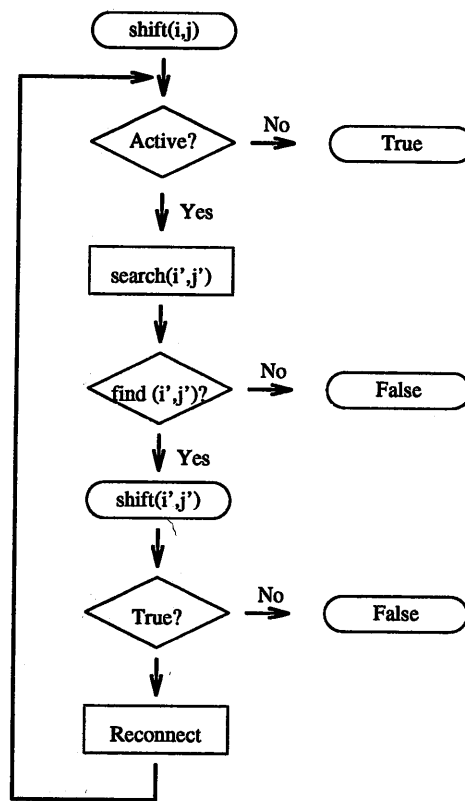 shift(i,j)
Active?
No
True
Yes
search(i',j')
find (i',j')?
No
False
Yes
shift(i',j')
True?
No
False
Reconnect